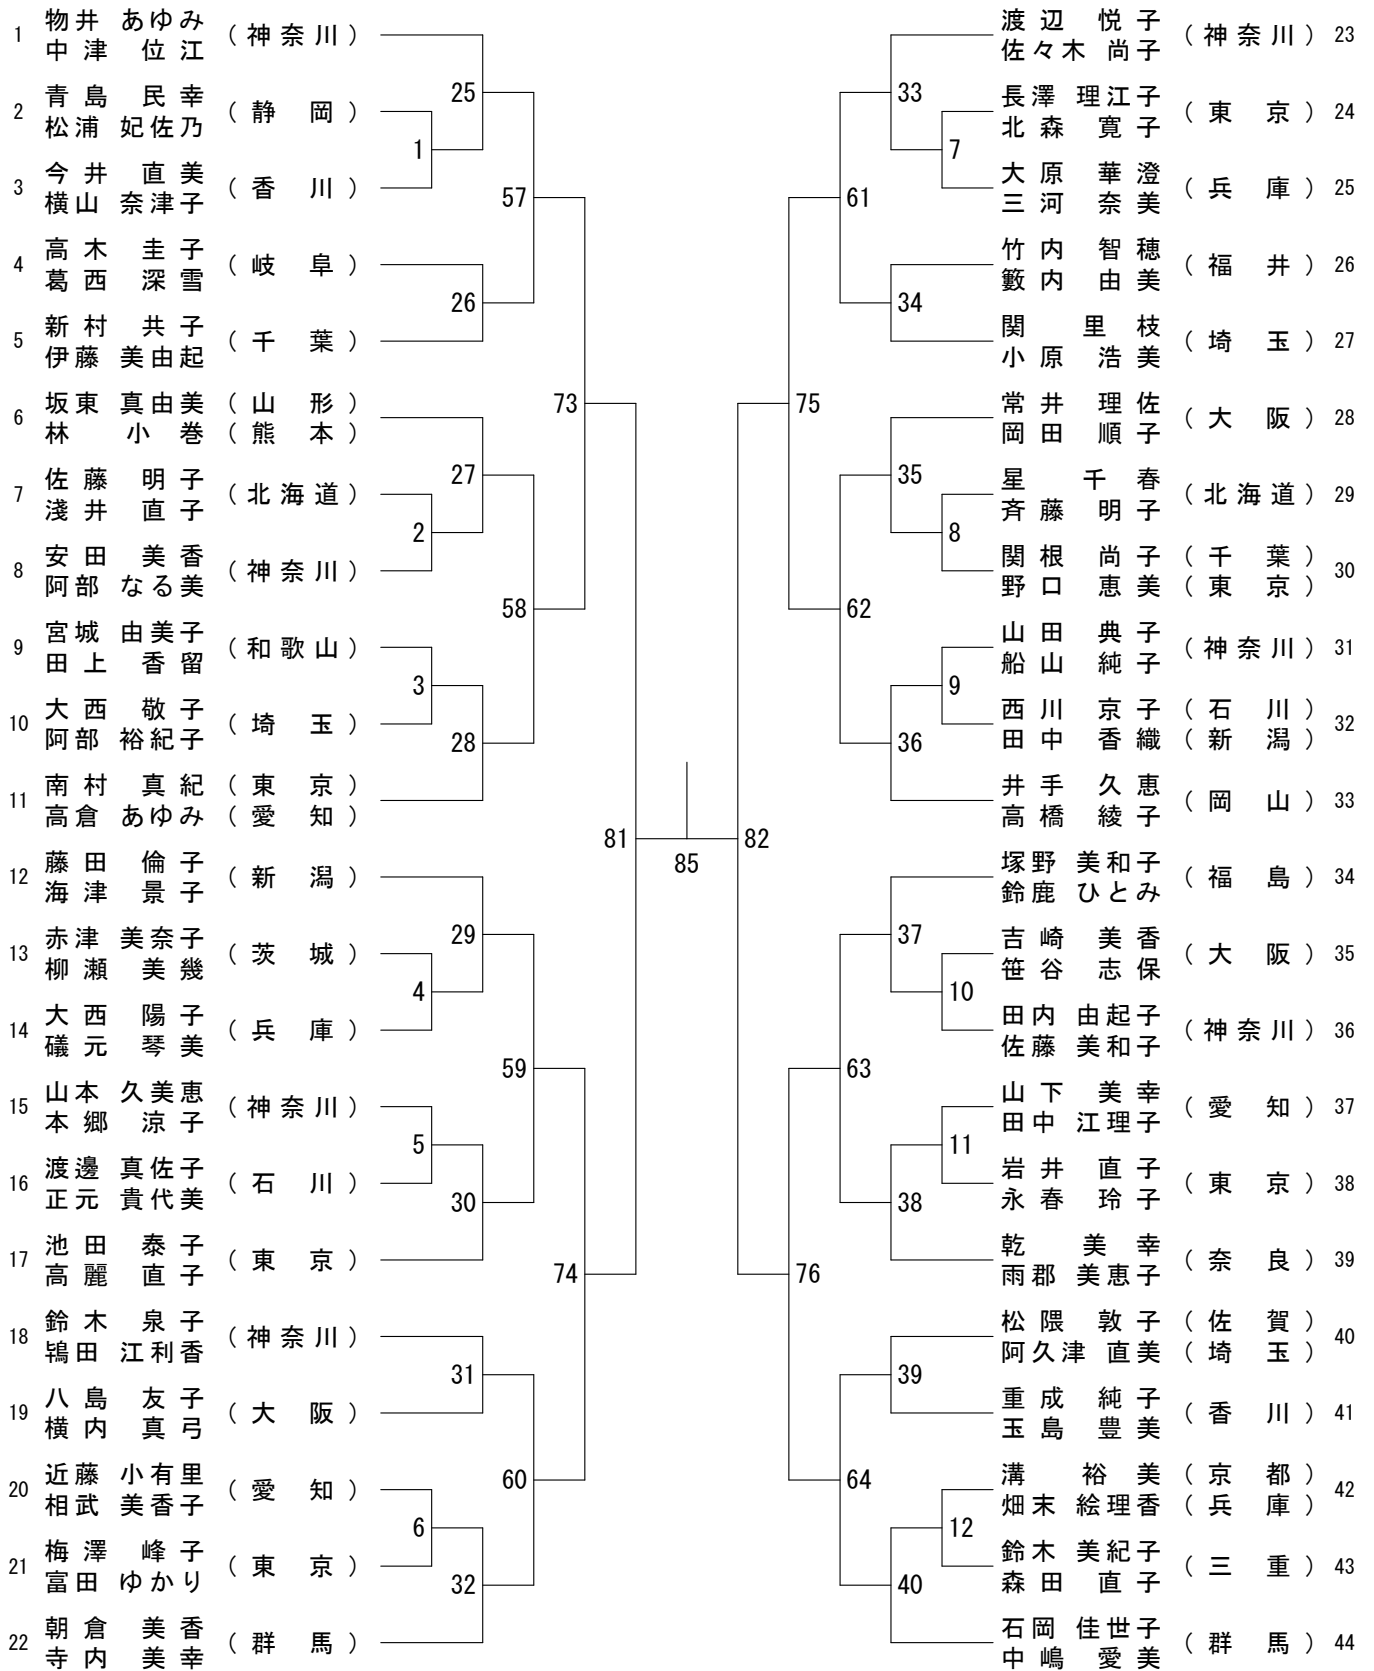 1 物井 あゆみ (神奈川)
中津 位江
2 青島 民幸 (静岡)
松浦 妃佐乃
3 今井 直美 (香川)
横山 奈津子
4 高木 圭子 (岐阜)
葛西 深雪
5 新村 共子 (千葉)
伊藤 美由起
6 坂東 真由美 (山形)
林 小巻 (熊本)
7 佐藤 明子 (北海道)
淺井 直子
8 安田 美香 (神奈川)
阿部 なる美
9 宮城 由美子 (和歌山)
田上 香留
10 大西 敬子 (埼玉)
阿部 裕紀子
11 南村 真紀 (東京)
高倉 あゆみ (愛知)
12 藤田 倫子 (新潟)
海津 景子
13 赤津 美奈子 (茨城)
柳瀬 美幾
14 大西 陽子 (兵庫)
礒元 琴美
15 山本 久美恵 (神奈川)
本郷 涼子
16 渡邊 真佐子 (石川)
正元 貴代美
17 池田 泰子 (東京)
高麗 直子
18 鈴木 泉子 (神奈川)
鴇田 江利香
19 八島 友子 (大阪)
横内 真弓
20 近藤 小有里 (愛知)
相武 美香子
21 梅澤 峰子 (東京)
富田 ゆかり
22 朝倉 美香 (群馬)
寺内 美幸
1
2
3
4
5
6
25
26
27
28
29
30
31
32
57
58
59
60
73
74
81
85
82
75
76
61
62
63
64
33
34
35
36
37
38
39
40
7
8
9
10
11
12
渡辺 悦子 (神奈川) 23
佐々木 尚子
長澤 理江子 (東京) 24
北森 寛子
大原 華澄 (兵庫) 25
三河 奈美
竹内 智穂 (福井) 26
籔内 由美
関 里枝 (埼玉) 27
小原 浩美
常井 理佐 (大阪) 28
岡田 順子
星 千春 (北海道) 29
斉藤 明子
関根 尚子 (千葉) 30
野口 恵美 (東京)
山田 典子 (神奈川) 31
船山 純子
西川 京子 (石川) 32
田中 香織 (新潟)
井手 久恵 (岡山) 33
高橋 綾子
塚野 美和子 (福島) 34
鈴鹿 ひとみ
吉崎 美香 (大阪) 35
笹谷 志保
田内 由起子 (神奈川) 36
佐藤 美和子
山下 美幸 (愛知) 37
田中 江理子
岩井 直子 (東京) 38
永春 玲子
乾 美幸 (奈良) 39
雨郡 美恵子
松隈 敦子 (佐賀) 40
阿久津 直美 (埼玉)
重成 純子 (香川) 41
玉島 豊美
溝 裕美 (京都) 42
畑末 絵理香 (兵庫)
鈴木 美紀子 (三重) 43
森田 直子
石岡 佳世子 (群馬) 44
中嶋 愛美